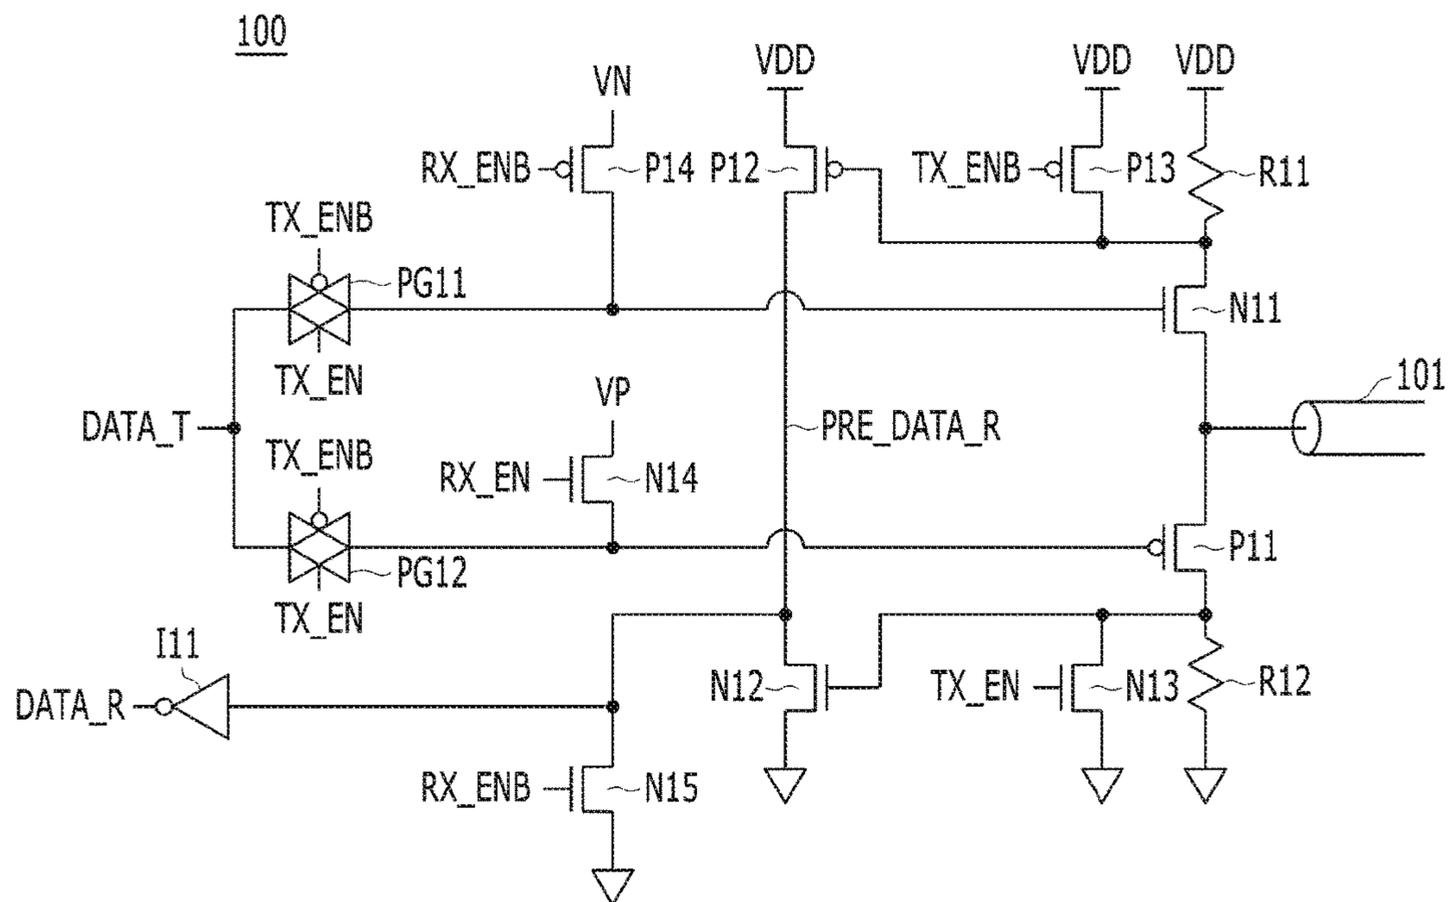 100
VDD
VDD
VDD
VN
RX_ENB
P14
P12
TX_ENB
P13
R11
TX_ENB
PG11
N11
TX_EN
VP
101
DATA_T
PRE_DATA_R
TX_ENB
RX_EN
N14
P11
PG12
TX_EN
I11
N12
TX_EN
N13
R12
DATA_R
RX_ENB
N15